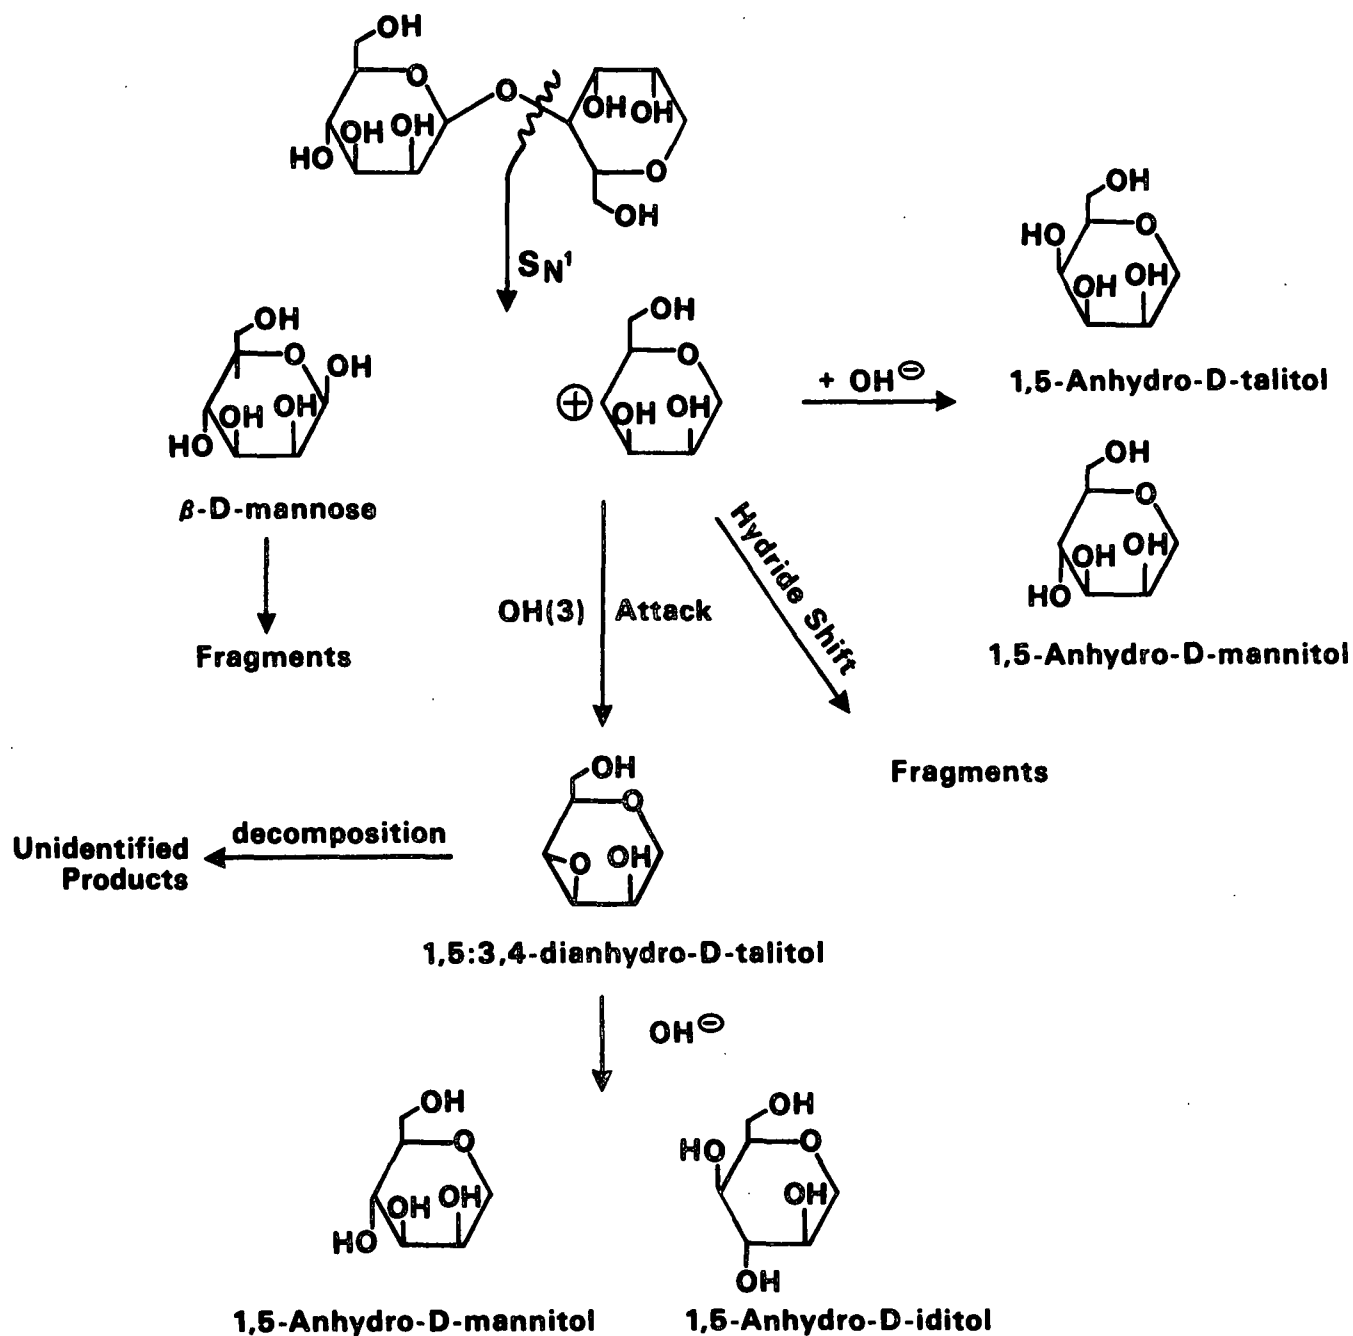 OH
O
O
OH OH
OH OH
HO
O
OH
S_N1
OH
O
OH
OH OH
HO
β-D-mannose
Fragments
OH
O
⊕
OH OH
+ OH⊖
OH
HO
O
OH OH
1,5-Anhydro-D-talitol
OH
O
OH OH
HO
1,5-Anhydro-D-mannitol
OH(3) Attack
Hydride Shift
Fragments
OH
O
O OH
1,5:3,4-dianhydro-D-talitol
decomposition
Unidentified
Products
OH⊖
OH
O
OH OH
HO
1,5-Anhydro-D-mannitol
OH
HO
O
OH
OH
1,5-Anhydro-D-iditol